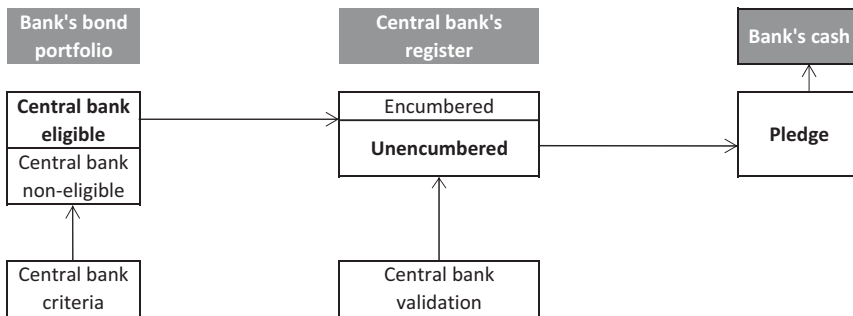 Bank's bond
portfolio
Central bank's
register
Bank's cash
Central bank
eligible
Central bank
non-eligible
Encumbered
Unencumbered
Pledge
Central bank
criteria
Central bank
validation